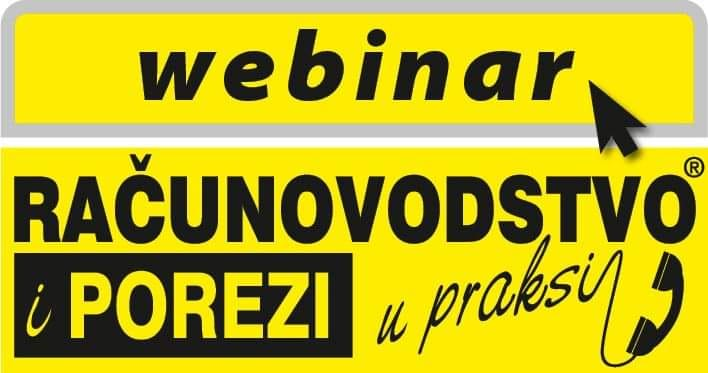 webinar
RAČUNOVODSTVO®
i POREZI u praksi